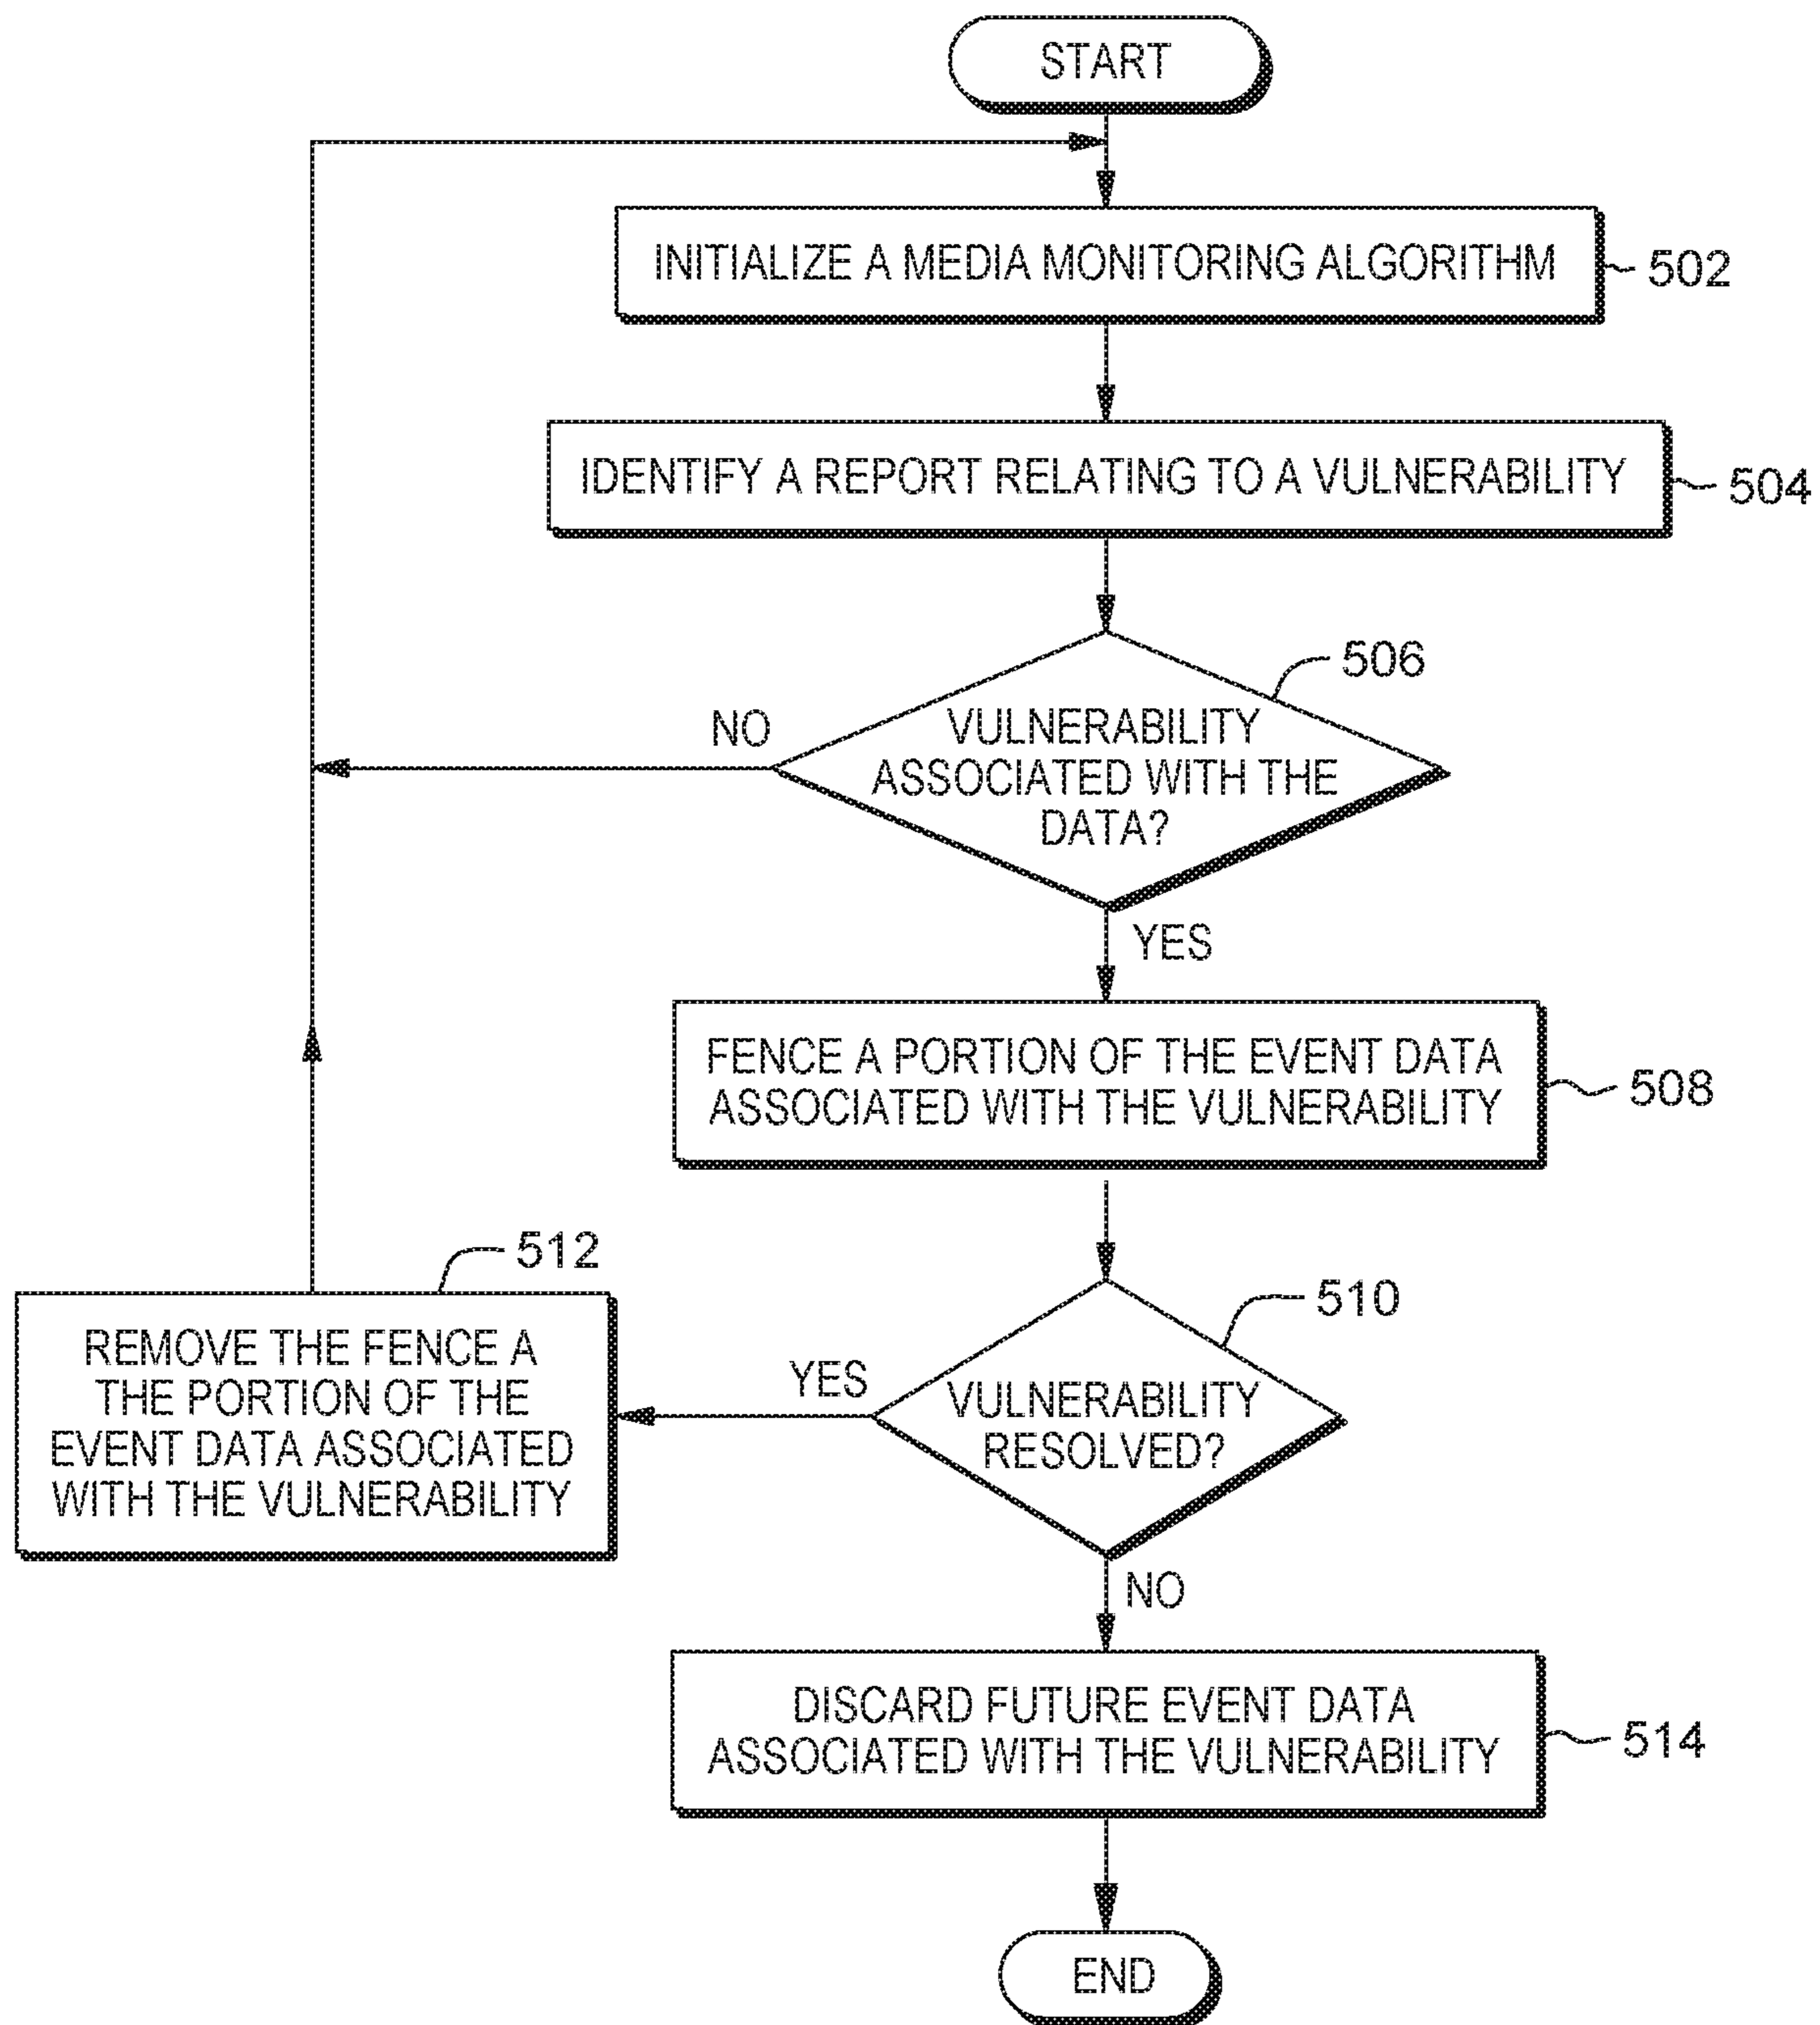 START
INITIALIZE A MEDIA MONITORING ALGORITHM
502
IDENTIFY A REPORT RELATING TO A VULNERABILITY
504
506
VULNERABILITY
ASSOCIATED WITH THE
DATA?
NO
YES
FENCE A PORTION OF THE EVENT DATA
ASSOCIATED WITH THE VULNERABILITY
508
510
VULNERABILITY
RESOLVED?
YES
512
REMOVE THE FENCE A
THE PORTION OF THE
EVENT DATA ASSOCIATED
WITH THE VULNERABILITY
NO
DISCARD FUTURE EVENT DATA
ASSOCIATED WITH THE VULNERABILITY
514
END